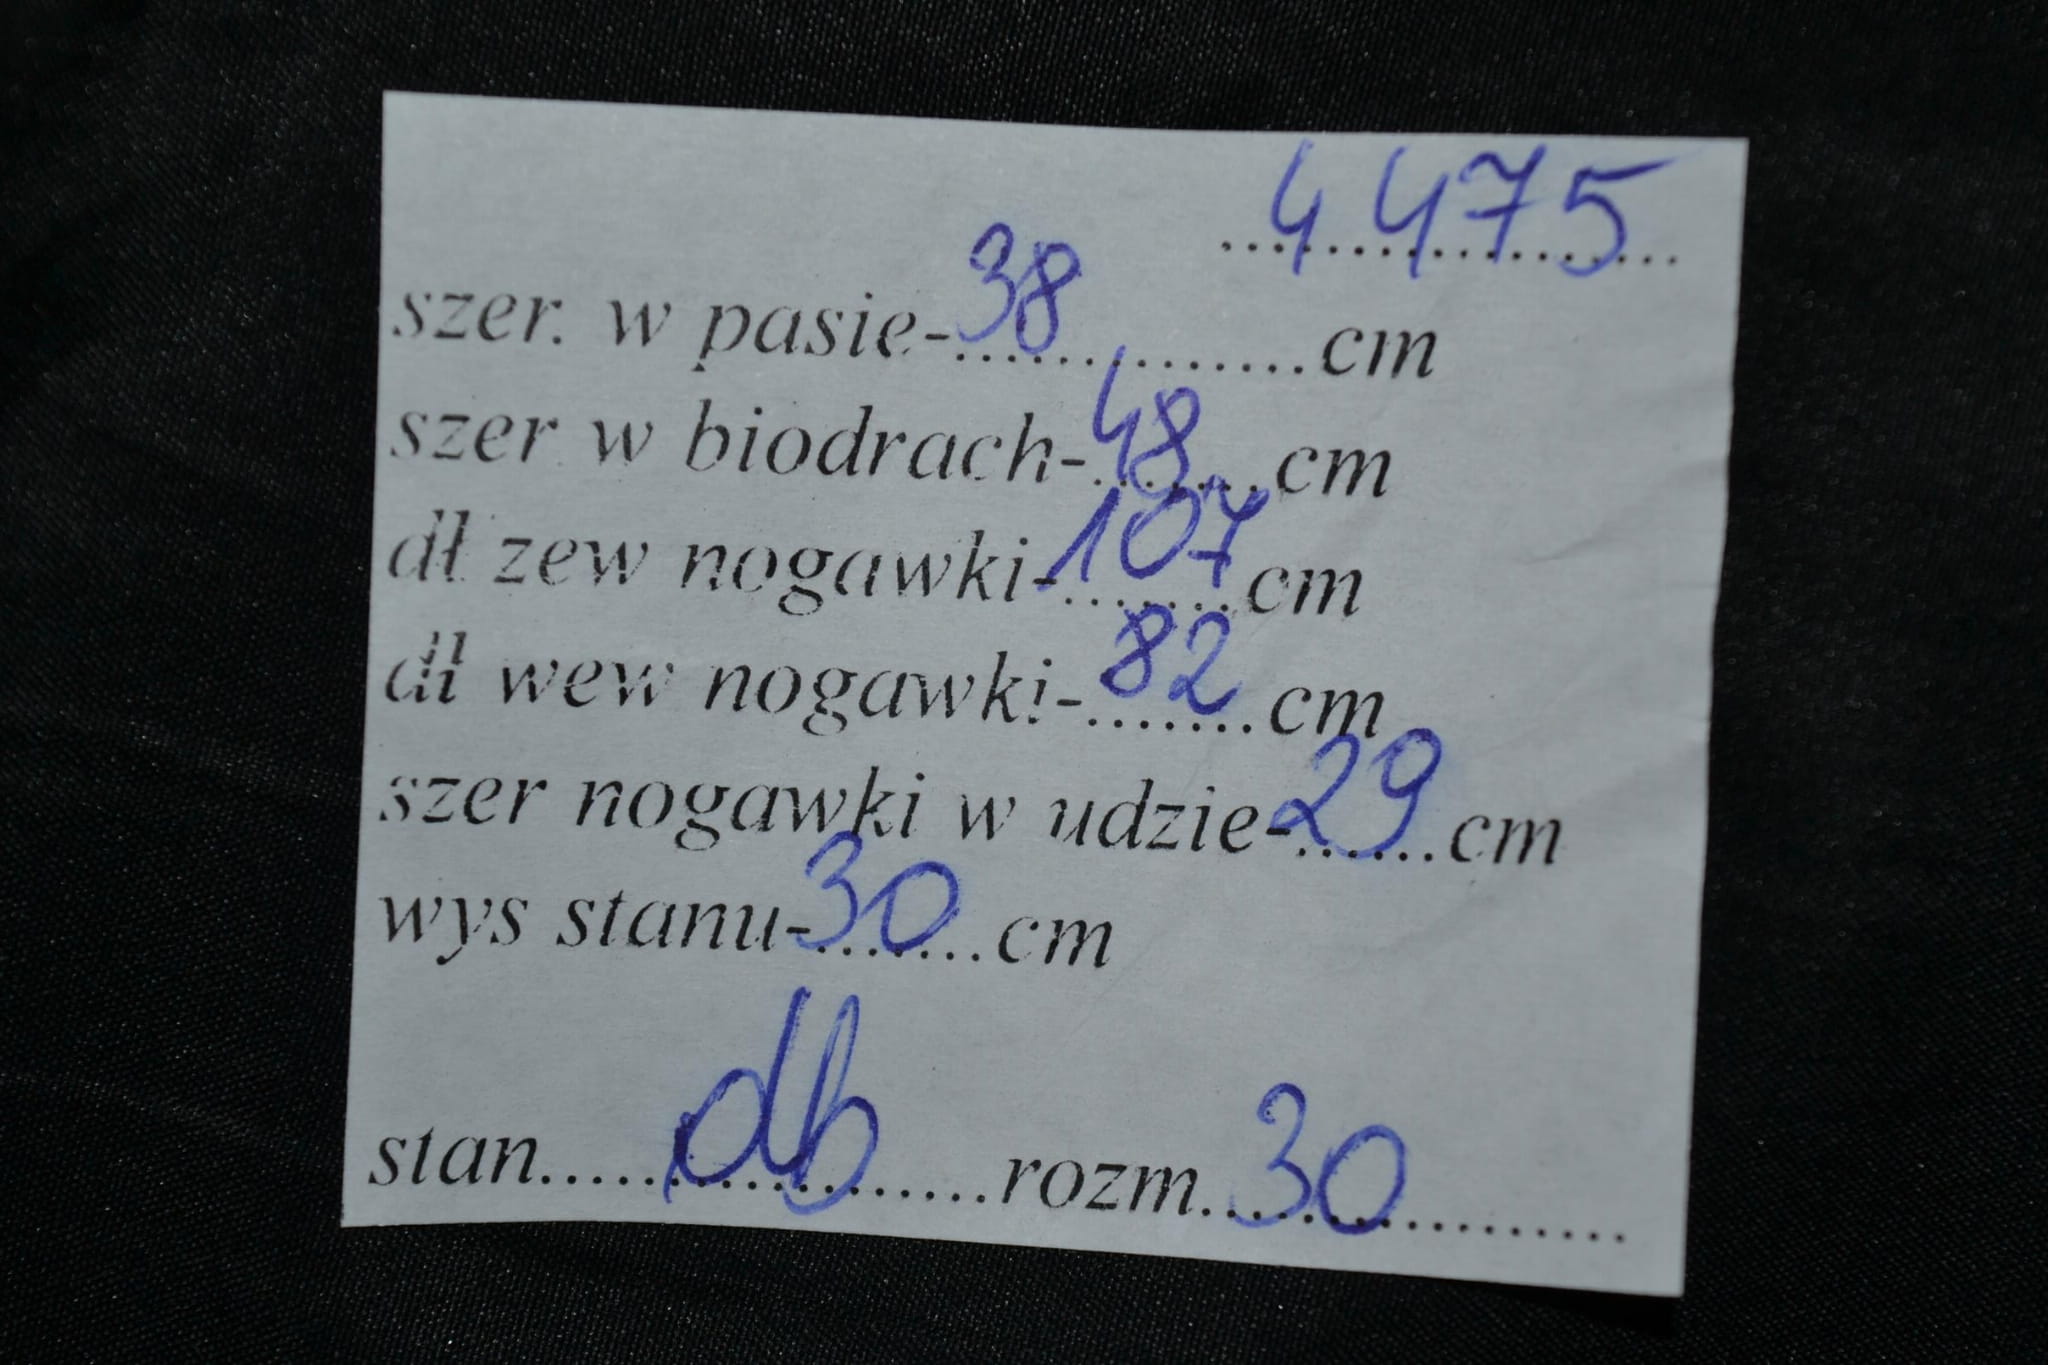 4475
szer. w pasie-38..............cm
szer w biodrach-48.......cm
dł zew nogawki-107.......cm
dł wew nogawki-82.......cm
szer nogawki w udzie-29......cm
wys stanu-30.......cm
stan.......db..........rozm..30...............